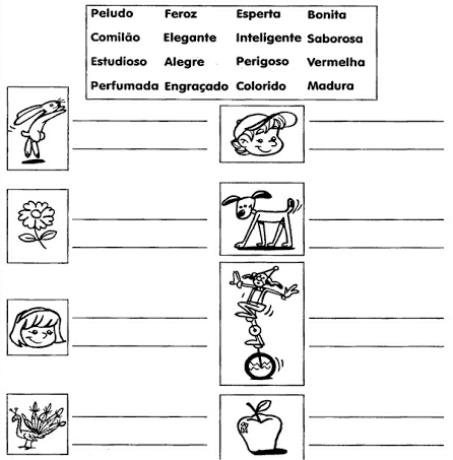 Peludo Feroz Esperta Bonita
Comilão Elegante Inteligente Saborosa
Estudioso Alegre Perigoso Vermelha
Perfumada Engraçado Colorido Madura